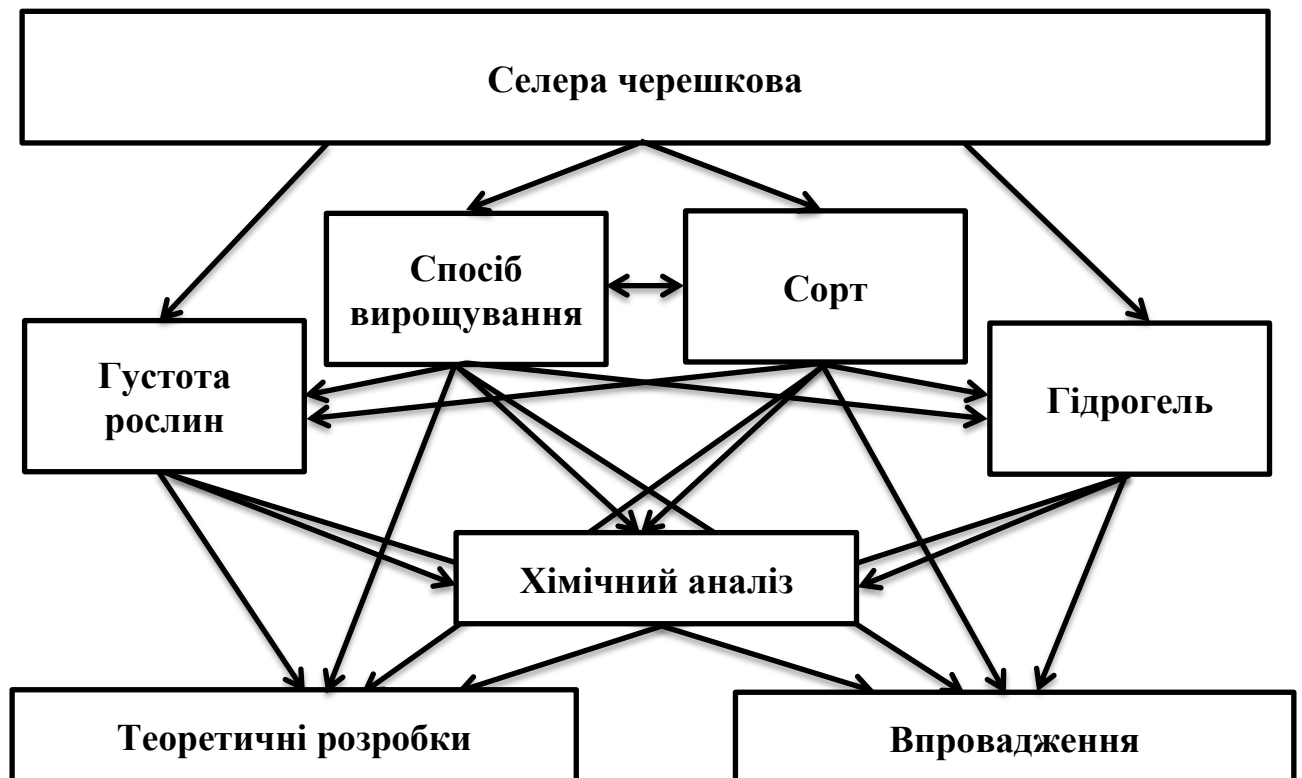 Селера черешкова
Спосіб
вирощування
Сорт
Густота
рослин
Гідрогель
Хімічний аналіз
Теоретичні розробки
Впровадження